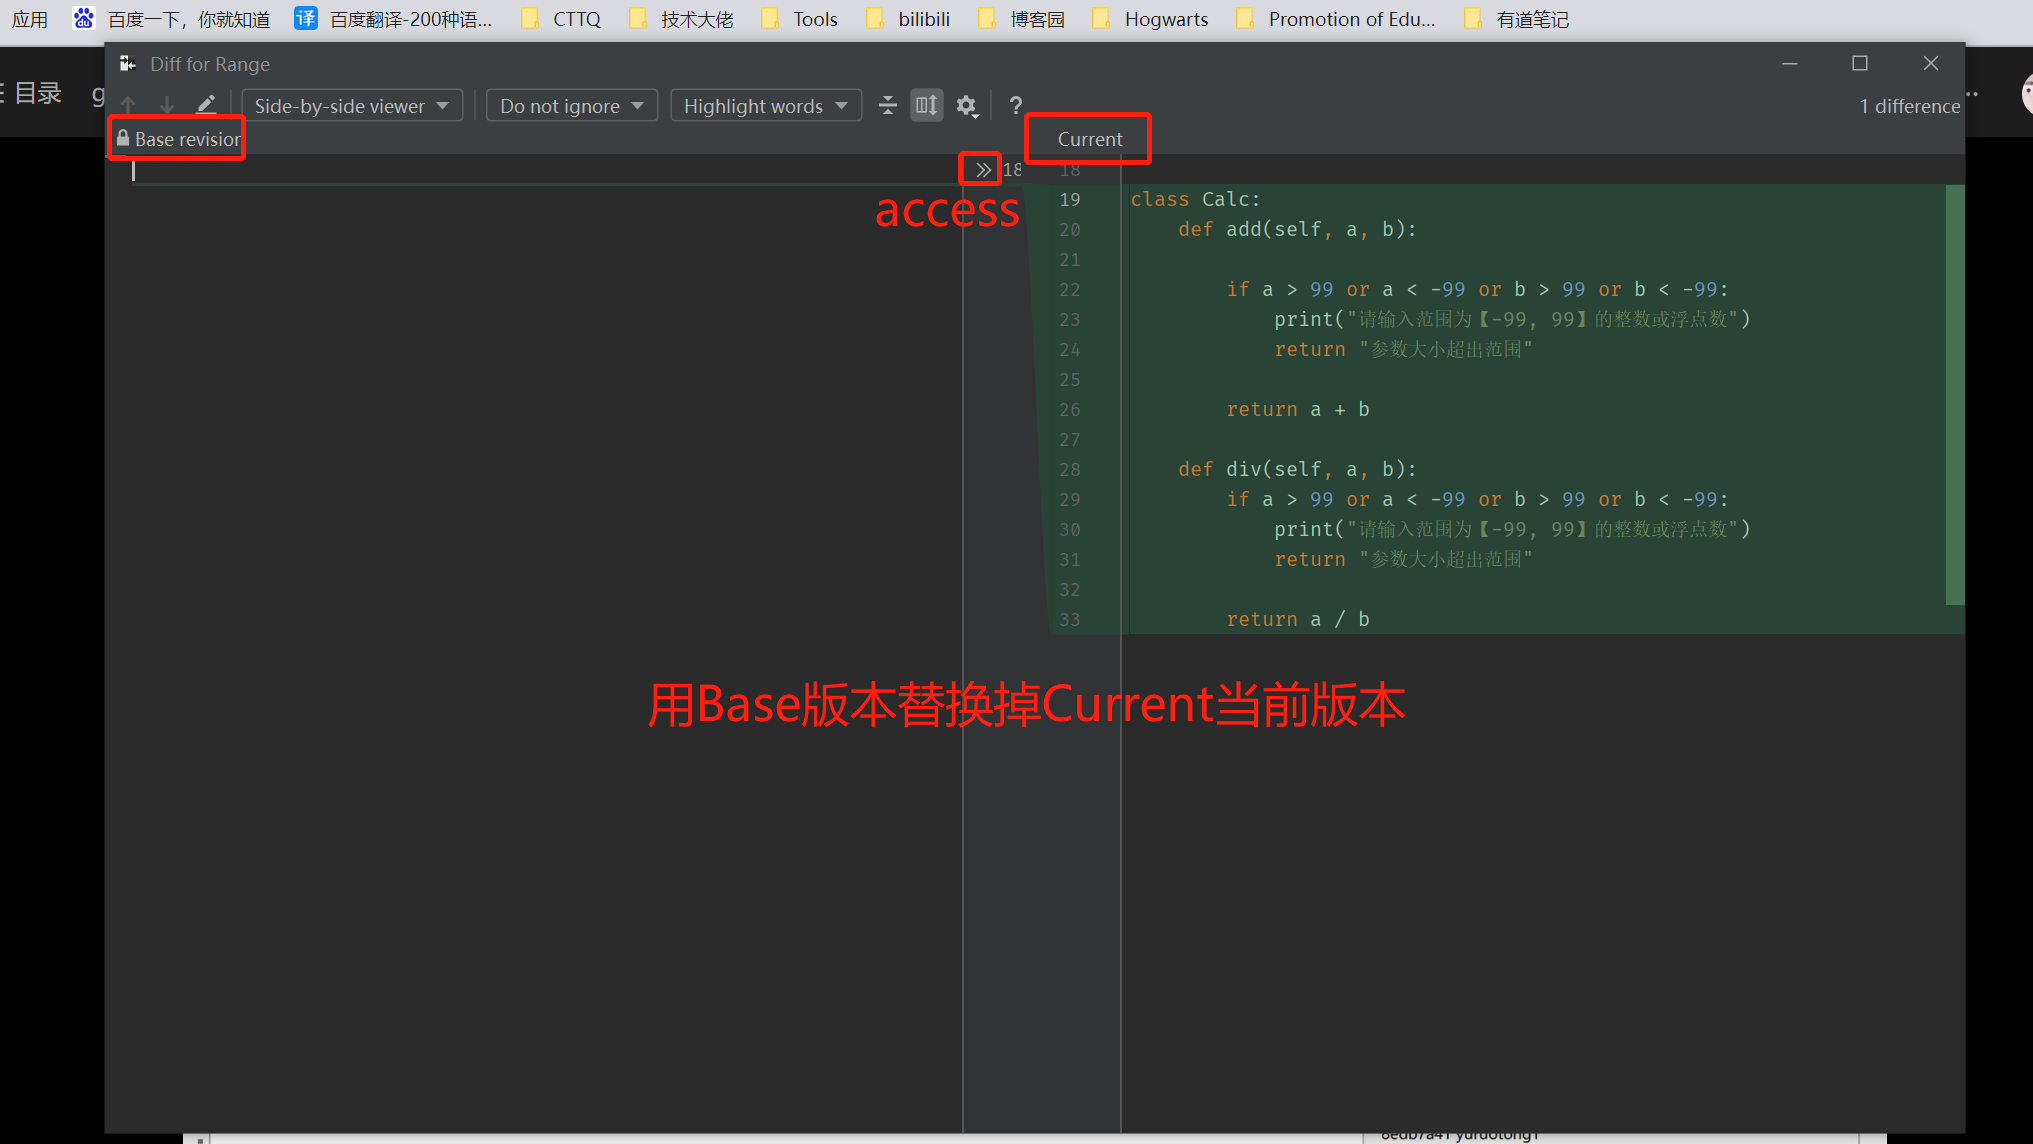 应用 百度一下，你就知道 译 百度翻译-200种语... CTTQ 技术大佬 Tools bilibili 博客园 Hogwarts Promotion of Edu... 有道笔记
Diff for Range
目录 g
Side-by-side viewer Do not ignore Highlight words ? 1 difference
Base revision Current
18 18
access
19 class Calc:
20 def add(self, a, b):
21
22 if a > 99 or a < -99 or b > 99 or b < -99:
23 print("请输入范围为【-99, 99】的整数或浮点数")
24 return "参数大小超出范围"
25
26 return a + b
27
28 def div(self, a, b):
29 if a > 99 or a < -99 or b > 99 or b < -99:
30 print("请输入范围为【-99, 99】的整数或浮点数")
31 return "参数大小超出范围"
32
33 return a / b
用Base版本替换掉Current当前版本